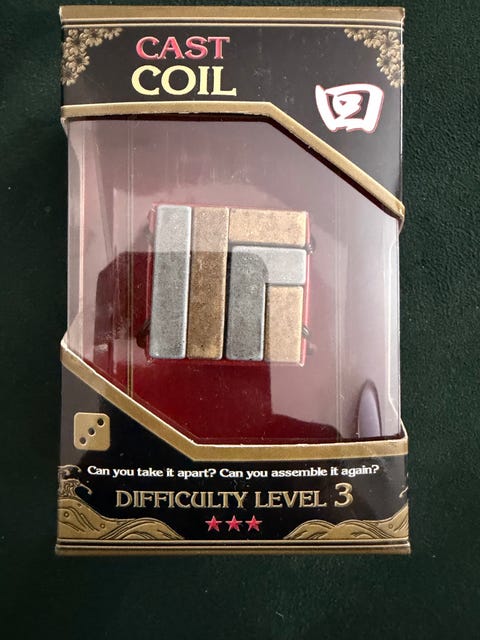 CAST
COIL
回
Can you take it apart? Can you assemble it again?
DIFFICULTY LEVEL 3